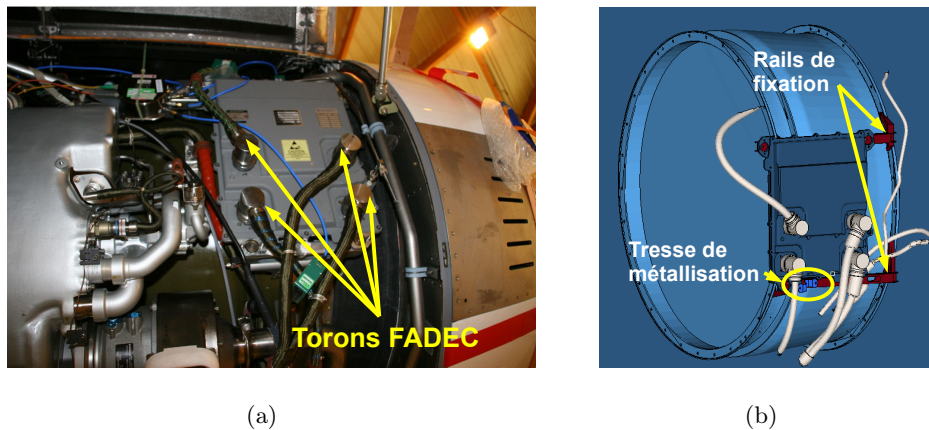 Torons FADEC
Rails de
fixation
Tresse de
métallisation
(a)
(b)